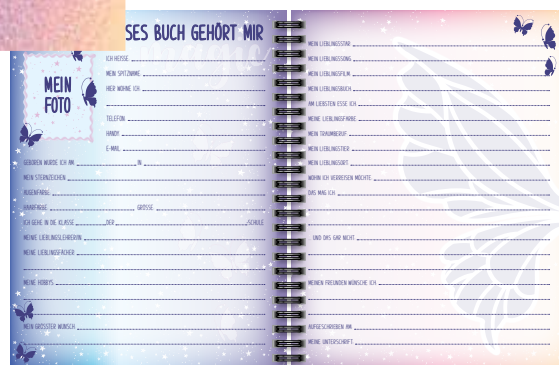 SES BUCH GEHÖRT MIR
MEIN
FOTO
ICH HEISSE
MEIN SPITZNAME
HIER WOHNE ICH
TELEFON
HANDY
E-MAIL
GEBOREN WURDE ICH AM IN
MEIN STERNZEICHEN
AUGENFARBE
HAARFARBE GRÖSSE
ICH GEHE IN DIE KLASSE DER SCHULE
MEINE LIEBLINGSLEHRER/IN
MEINE LIEBLINGSFÄCHER
MEINE HOBBYS
MEIN GRÖSSTER WUNSCH
MEIN LIEBLINGSSTAR
MEIN LIEBLINGSSONG
MEIN LIEBLINGSFILM
MEIN LIEBLINGSBUCH
AM LIEBSTEN ESSE ICH
MEINE LIEBLINGSFARBE
MEIN TRAUMBERUF
MEIN LIEBLINGSTIER
MEIN LIEBLINGSORT
WOHIN ICH VERREISEN MÖCHTE
DAS MAG ICH
... UND DAS GAR NICHT
MEINEN FREUNDEN WÜNSCHE ICH
AUFGESCHRIEBEN AM
MEINE UNTERSCHRIFT